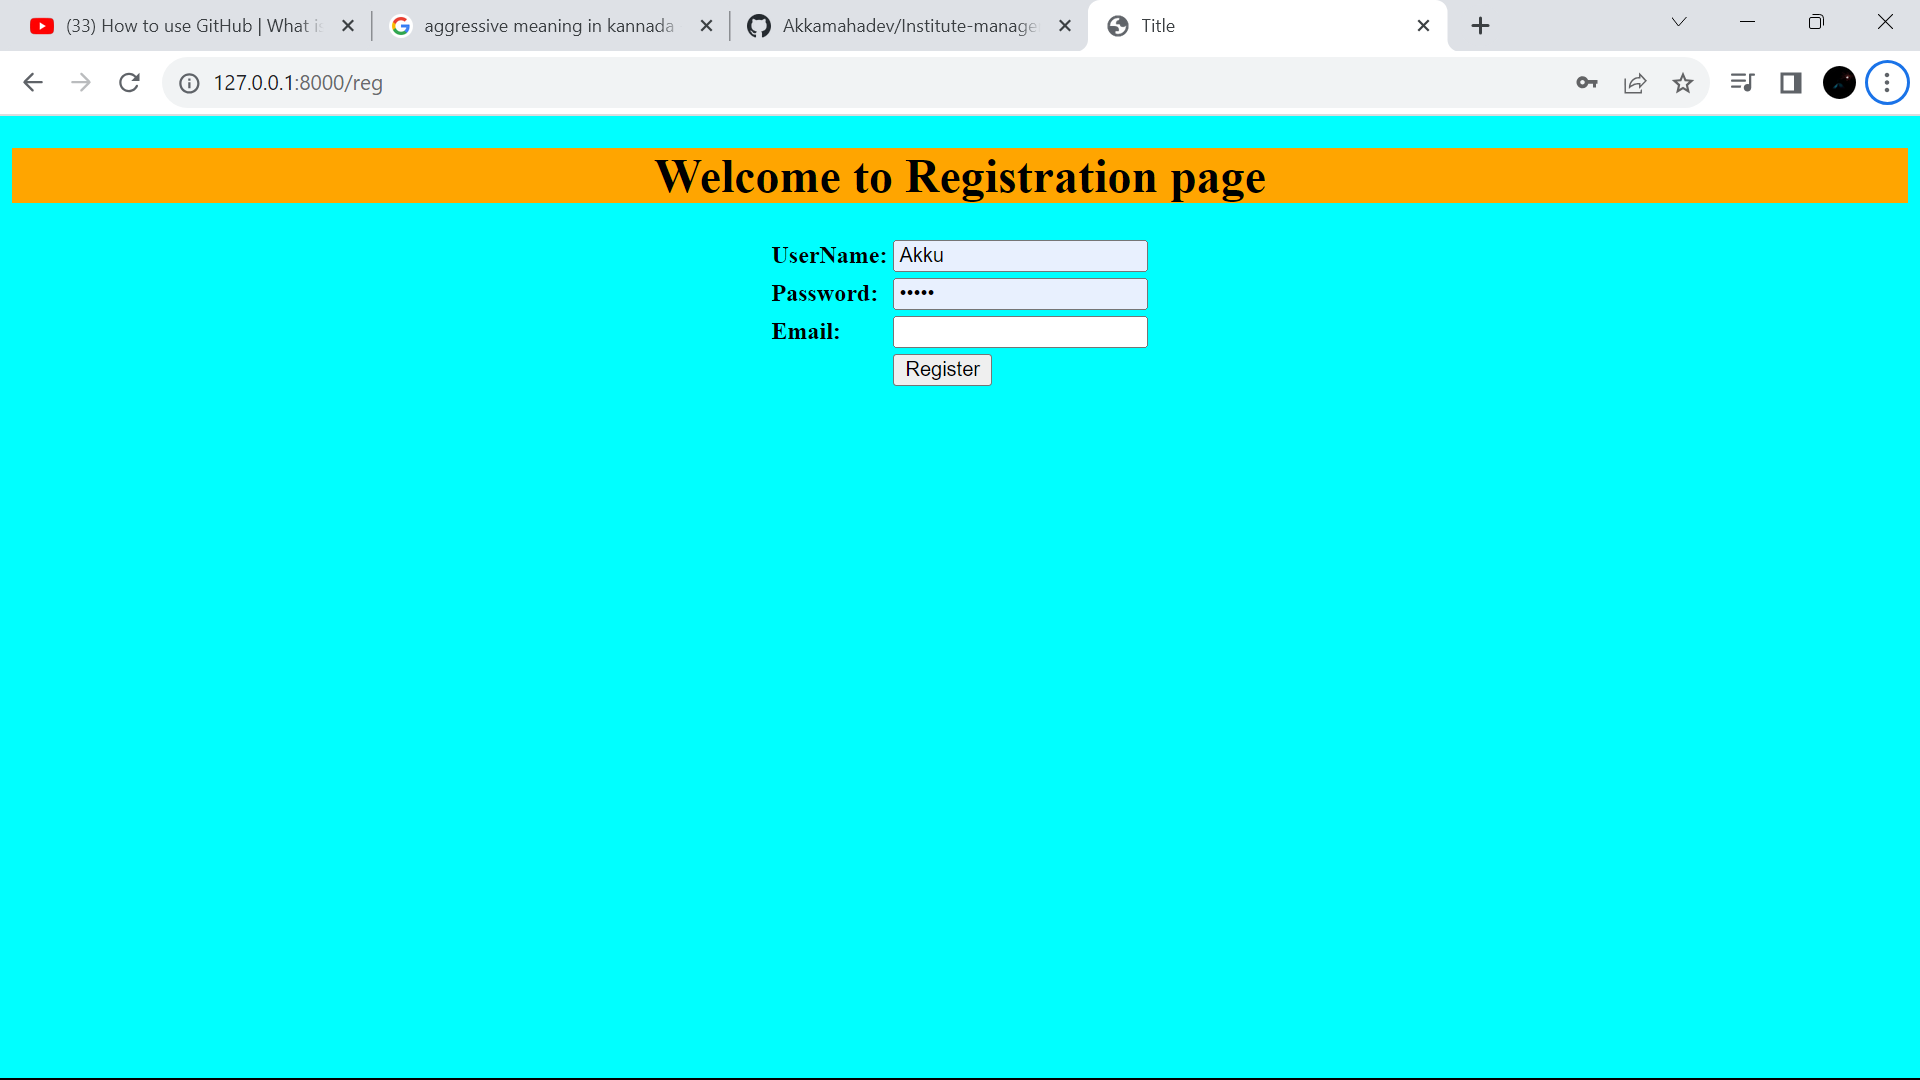 (33) How to use GitHub | What is
aggressive meaning in kannada
Akkamahadev/Institute-manage
Title
127.0.0.1:8000/reg
Welcome to Registration page
UserName: Akku
Password: •••••
Email:
Register